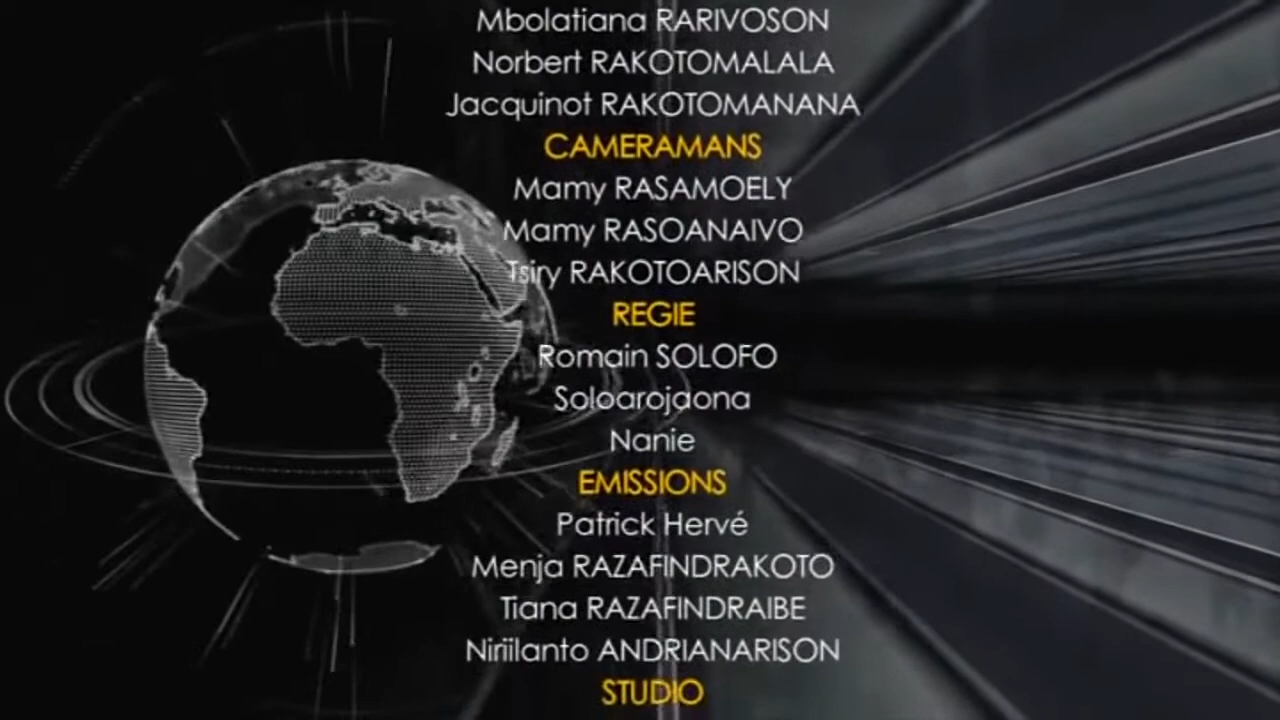 Mbolatiana RARIVOSON
Norbert RAKOTOMALALA
Jacquinot RAKOTOMANANA
CAMERAMANS
Mamy RASAMOELY
Mamy RASOANAIVO
Tsiry RAKOTOARISON
REGIE
Romain SOLOFO
Soloarojaona
Nanie
EMISSIONS
Patrick Hervé
Menja RAZAFINDRAKOTO
Tiana RAZAFINDRAIBE
Niriilanto ANDRIANARISON
STUDIO